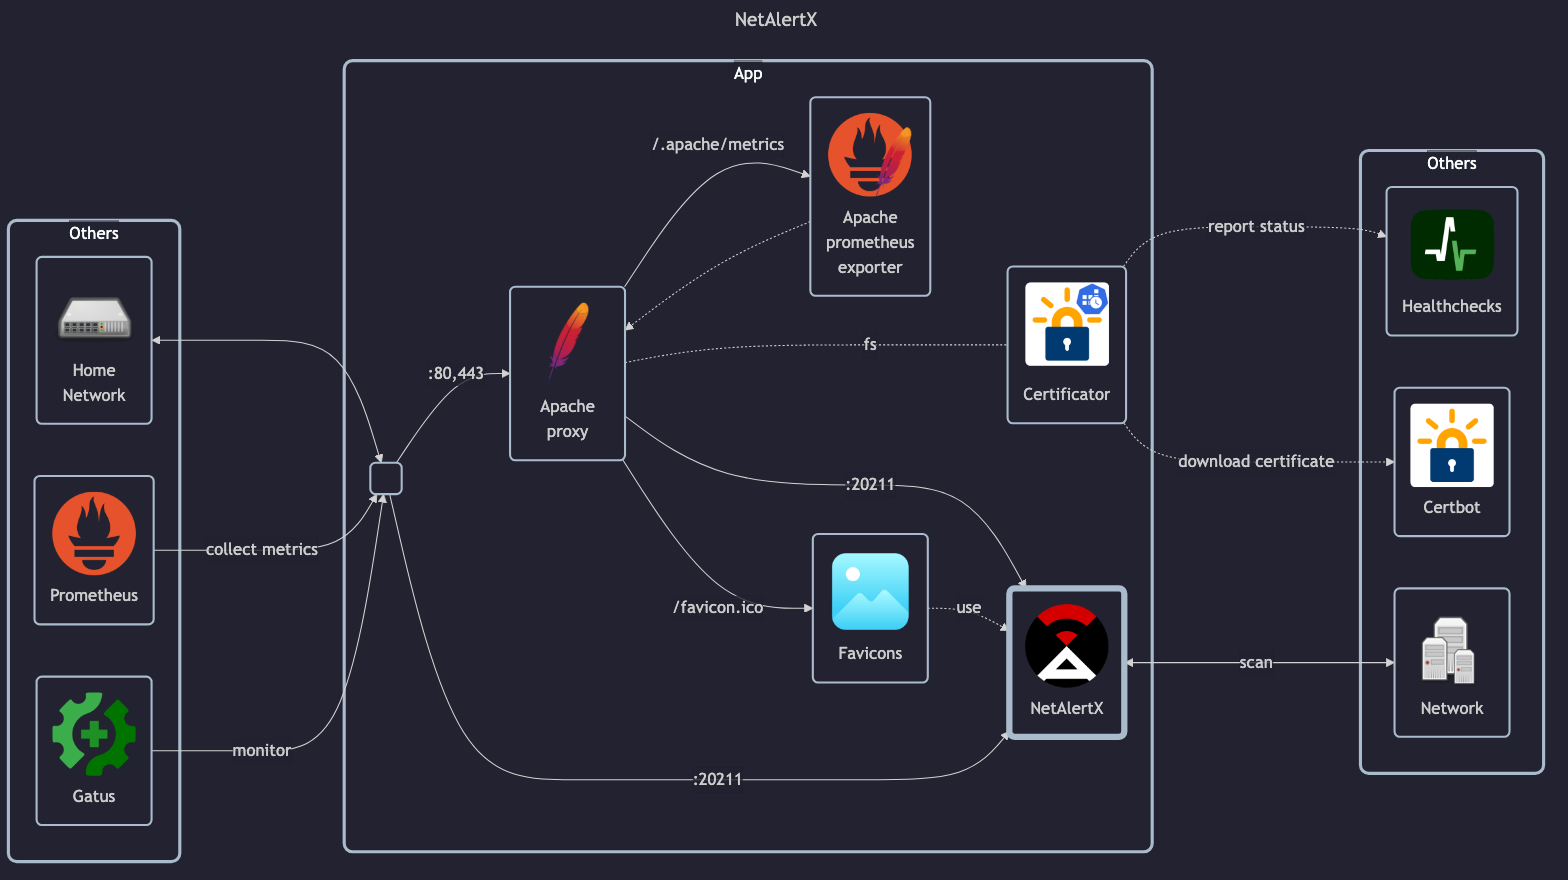 NetAlertX
App
/.apache/metrics
Apache
prometheus
exporter
Others
Home
Network
Prometheus
Gatus
collect metrics
monitor
:80,443
Apache
proxy
fs
Certificator
:20211
/favicon.ico
Favicons
use
NetAlertX
:20211
Others
report status
Healthchecks
download certificate
Certbot
scan
Network